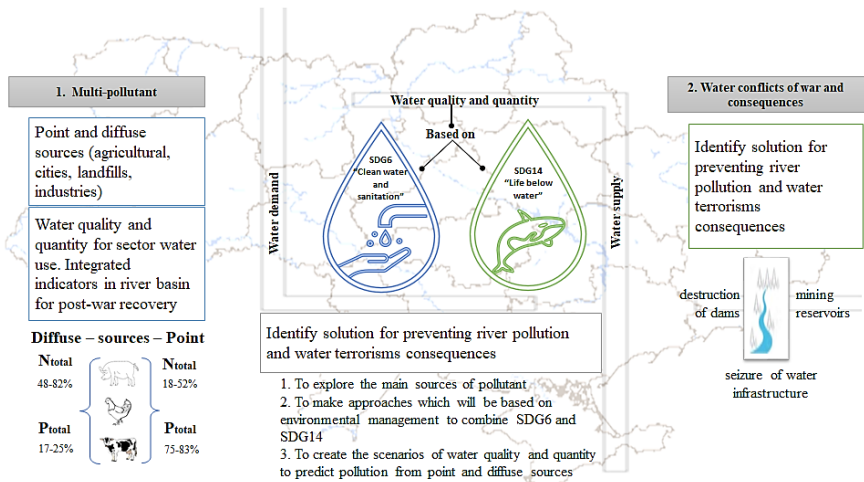 1. Multi-pollutant
Point and diffuse
sources (agricultural,
cities, landfills,
industries)
Water quality and
quantity for sector water
use. Integrated
indicators in river basin
for post-war recovery
Diffuse – sources – Point
Ntotal
48-82%
Ntotal
18-52%
Ptotal
17-25%
Ptotal
75-83%
Water quality and quantity
Based on
Water demand
SDG6
“Clean water
and
sanitation”
SDG14
“Life below
water”
Water supply
Identify solution for preventing river pollution
and water terrorisms consequences
1. To explore the main sources of pollutant
2. To make approaches which will be based on
environmental management to combine SDG6 and
SDG14
3. To create the scenarios of water quality and quantity
to predict pollution from point and diffuse sources
2. Water conflicts of war and
consequences
Identify solution for
preventing river
pollution and water
terrorisms
consequences
destruction
of dams
mining
reservoirs
seizure of water
infrastructure